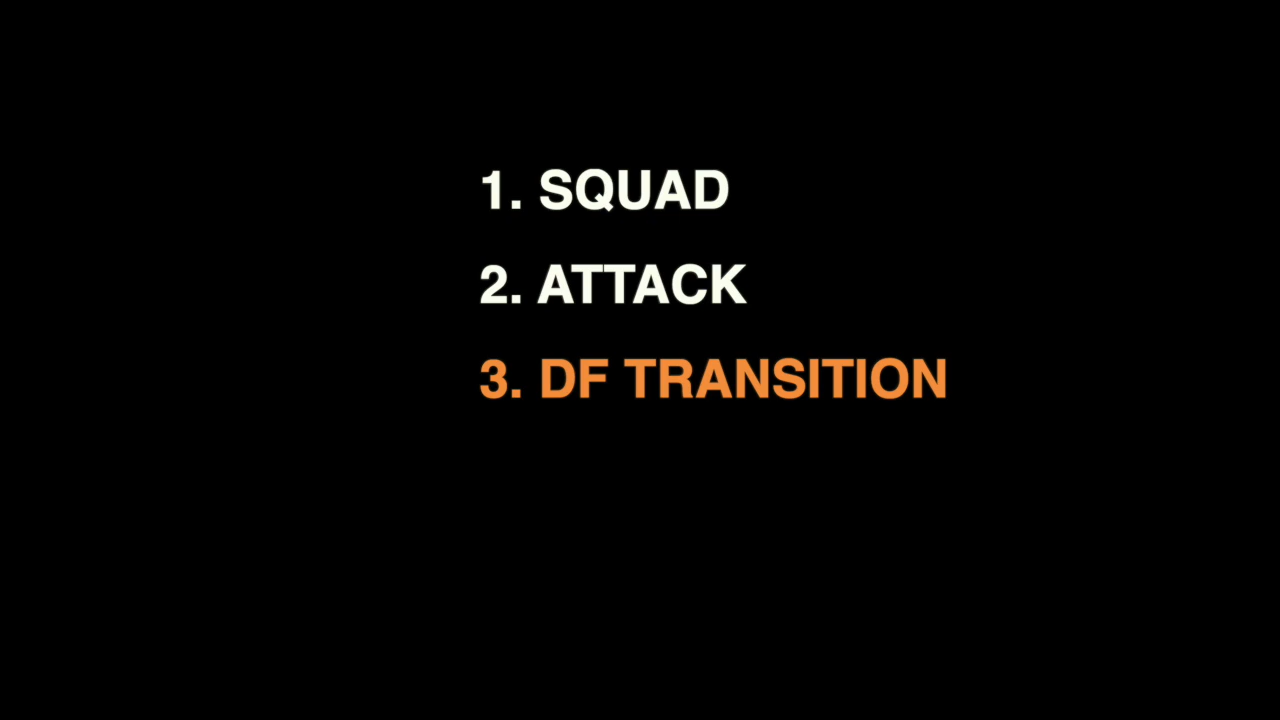 1. SQUAD
2. ATTACK
3. DF TRANSITION